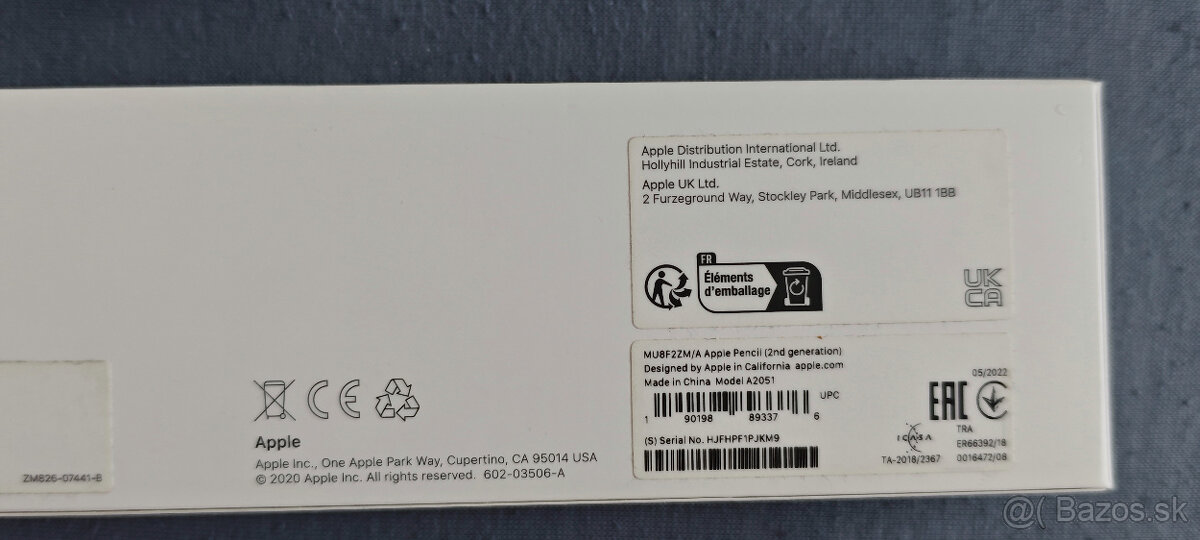 Apple Distribution International Ltd.
Hollyhill Industrial Estate, Cork, Ireland
Apple UK Ltd.
2 Furzeground Way, Stockley Park, Middlesex, UB11 1BB
FR
Éléments
d'emballage
UK
CA
MU8F2ZM/A Apple Pencil (2nd generation)
Designed by Apple in California apple.com
Made in China Model A2051
UPC
1 90198 89337 6
(S) Serial No. HJFHPF1PJKM9
05/2022
EAC
ICASA
TRA
ER66392/18
TA-2018/2367
0016472/08
CE
Apple
Apple Inc., One Apple Park Way, Cupertino, CA 95014 USA
© 2020 Apple Inc. All rights reserved. 602-03506-A
ZM826-07441-B
@( Bazos.sk